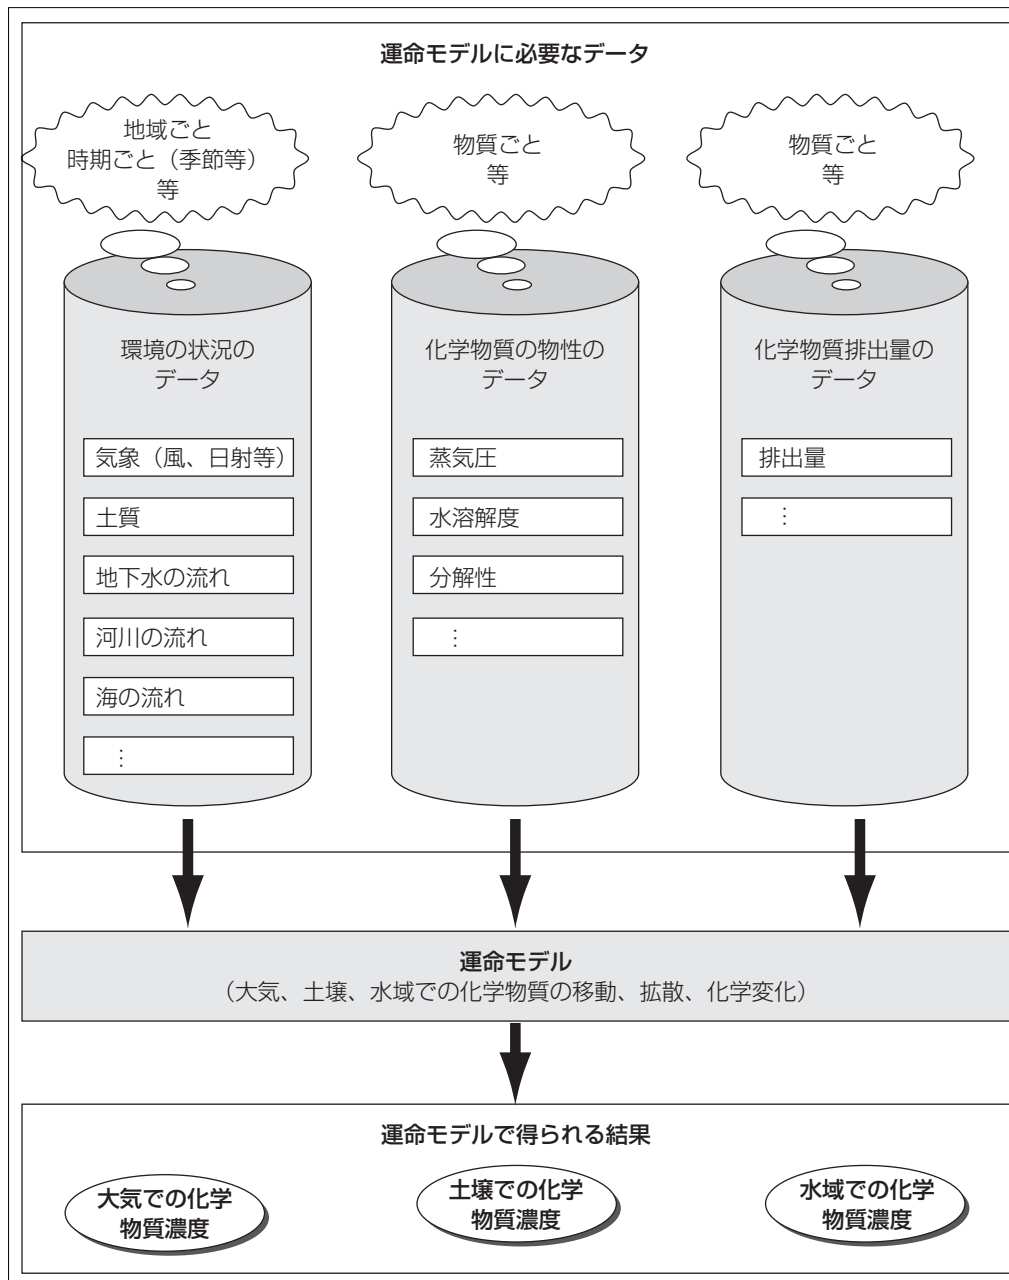 運命モデルに必要なデータ
地域ごと
時期ごと（季節等）
等
物質ごと
等
物質ごと
等
環境の状況の
データ
気象（風、日射等）
土質
地下水の流れ
河川の流れ
海の流れ
⋮
化学物質の物性の
データ
蒸気圧
水溶解度
分解性
⋮
化学物質排出量の
データ
排出量
⋮
運命モデル
（大気、土壌、水域での化学物質の移動、拡散、化学変化）
運命モデルで得られる結果
大気での化学
物質濃度
土壌での化学
物質濃度
水域での化学
物質濃度